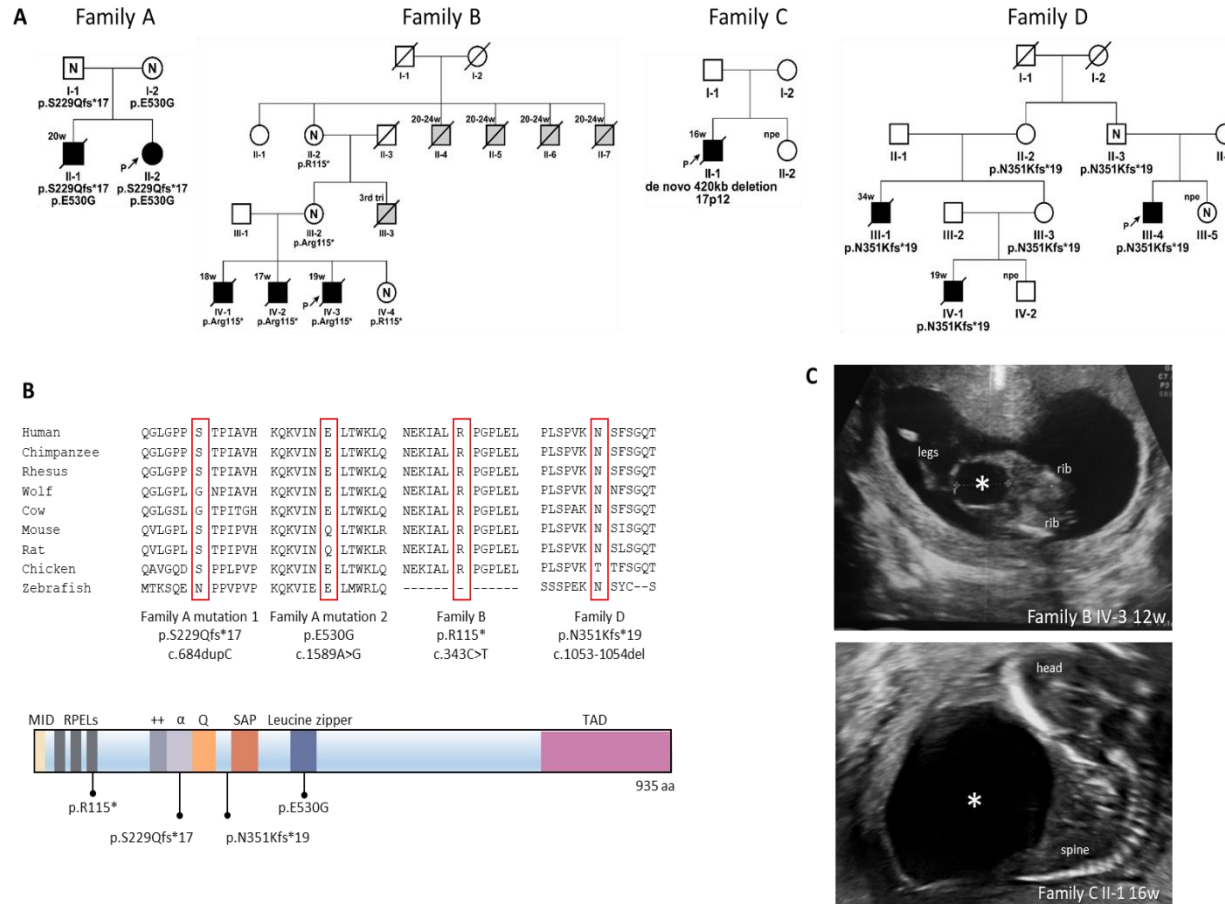 A
Family A
Family B
Family C
Family D
N
I-1
p.S229Qfs*17
N
I-2
p.E530G
20w
II-1
p.S229Qfs*17
p.E530G
P
II-2
p.S229Qfs*17
p.E530G
I-1
I-2
II-1
N
II-2
p.R115*
II-3
20-24w
II-4
20-24w
II-5
20-24w
II-6
20-24w
II-7
III-1
N
III-2
p.Arg115*
3rd tri
III-3
18w
IV-1
p.Arg115*
17w
IV-2
p.Arg115*
19w
P
IV-3
p.Arg115*
N
IV-4
p.R115*
I-1
I-2
16w
P
II-1
de novo 420kb deletion
17p12
npe
II-2
I-1
I-2
II-1
II-2
p.N351Kfs*19
N
II-3
p.N351Kfs*19
34w
III-1
p.N351Kfs*19
III-2
III-3
p.N351Kfs*19
P
III-4
p.N351Kfs*19
npe
N
III-5
19w
IV-1
p.N351Kfs*19
npe
IV-2
B
Human QGLGPP S TPIAVH KQKVIN E LTWKLQ NEKIAL R PGPLEL PLSPVK N SFSGQT
Chimpanzee QGLGPP S TPIAVH KQKVIN E LTWKLQ NEKIAL R PGPLEL PLSPVK N SFSGQT
Rhesus QGLGPP S TPIAVH KQKVIN E LTWKLQ NEKIAL R PGPLEL PLSPVK N SFSGQT
Wolf QGLGPL G NPIAVH KQKVIN E LTWKLQ NEKIAL R PGPLEL PLSPVK N NFSGQT
Cow QGLGSL G TPITGH KQKVIN E LTWKLQ NEKIAL R PGPLEL PLSPAK N SFSGQT
Mouse QVLGPL S TPIPVH KQKVIN Q LTWKLR NEKIAL R PGPLEL PLSPVK N SISGQT
Rat QVLGPL S TPIPVH KQKVIN Q LTWKLR NEKIAL R PGPLEL PLSPVK N SLSGQT
Chicken QAVGQD S PPLPVP KQKVIN E LTWKLQ NEKIAL R PGPLEL PLSPVK T TFSGQT
Zebrafish MTKSQE N PPVPVP KQKVIE E LMWRLQ ------ - ------ SSSPEK N SYC--S
Family A mutation 1
p.S229Qfs*17
c.684dupC
Family A mutation 2
p.E530G
c.1589A>G
Family B
p.R115*
c.343C>T
Family D
p.N351Kfs*19
c.1053-1054del
MID RPELs ++ α Q SAP Leucine zipper TAD
935 aa
p.R115*
p.E530G
p.S229Qfs*17
p.N351Kfs*19
C
legs
*
rib
rib
Family B IV-3 12w
head
*
spine
Family C II-1 16w